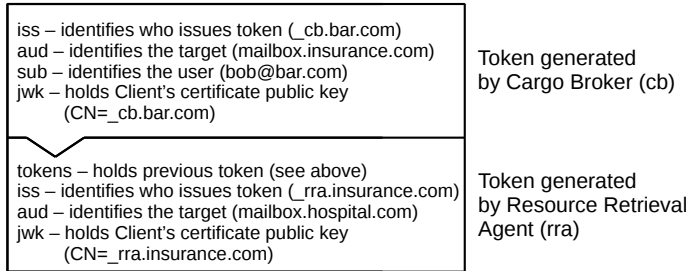 iss – identifies who issues token (_cb.bar.com)
aud – identifies the target (mailbox.insurance.com)
sub – identifies the user (bob@bar.com)
jwk – holds Client's certificate public key
(CN=_cb.bar.com)
Token generated
by Cargo Broker (cb)
tokens – holds previous token (see above)
iss – identifies who issues token (_rra.insurance.com)
aud – identifies the target (mailbox.hospital.com)
jwk – holds Client's certificate public key
(CN=_rra.insurance.com)
Token generated
by Resource Retrieval
Agent (rra)